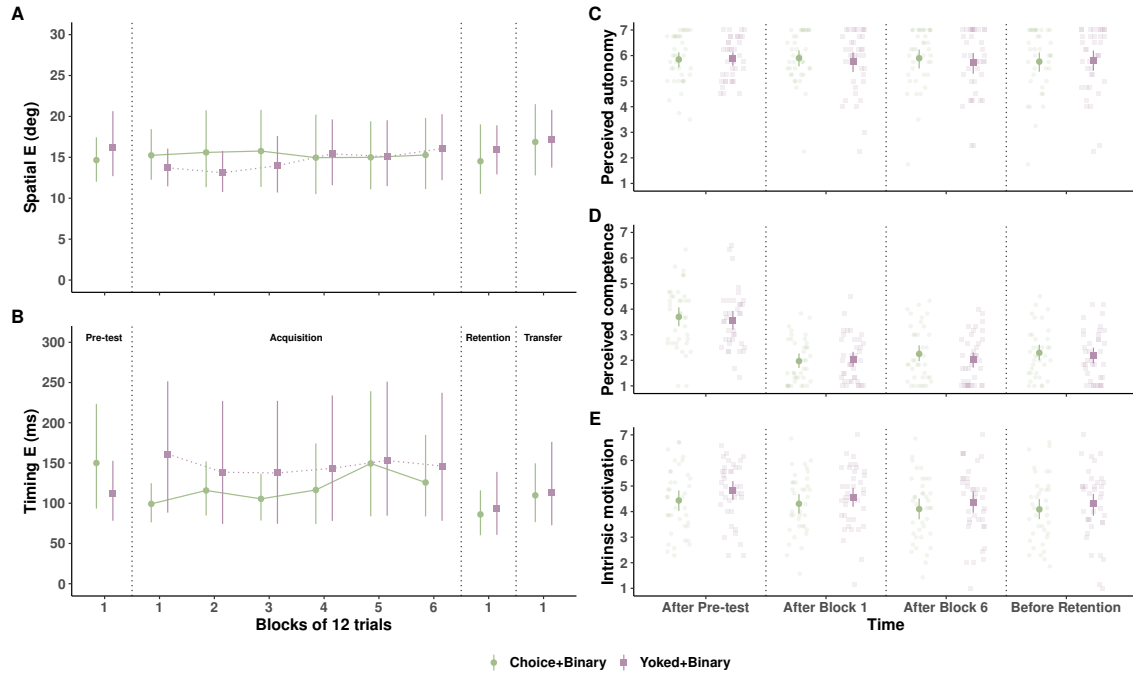 A
Spatial E (deg)
30
25
20
15
10
5
0
B
Timing E (ms)
Pre-test
Acquisition
Retention
Transfer
300
250
200
150
100
50
0
1
1
2
3
4
5
6
1
1
Blocks of 12 trials
C
Perceived autonomy
7
6
5
4
3
2
1
D
Perceived competence
7
6
5
4
3
2
1
E
Intrinsic motivation
7
6
5
4
3
2
1
After Pre-test
After Block 1
After Block 6
Before Retention
Time
Choice+Binary
Yoked+Binary